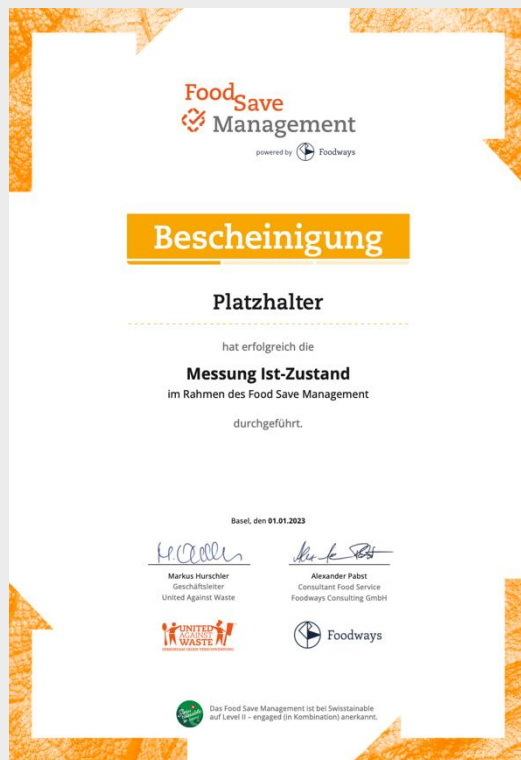 Food Save
Management
powered by Foodways
Bescheinigung
Platzhalter
hat erfolgreich die
Messung Ist-Zustand
im Rahmen des Food Save Management
durchgeführt.
Basel, den 01.01.2023
Markus Hurschler
Geschäftsleiter
United Against Waste
Alexander Pabst
Consultant Food Service
Foodways Consulting GmbH
UNITED
AGAINST
WASTE
GEMEINSAM GEGEN VERSCHWENDUNG
Foodways
Das Food Save Management ist bei Swisstainable
auf Level II – engaged (in Kombination) anerkannt.